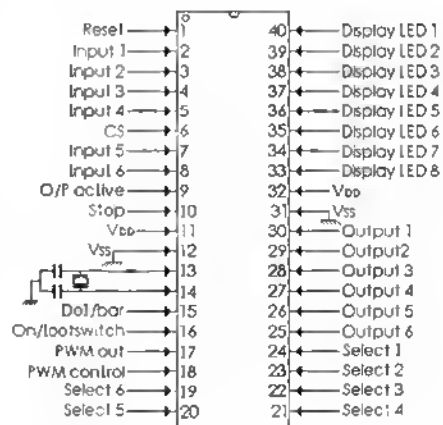 Reset 1 40 Display LED 1
Input 1 2 39 Display LED 2
Input 2 3 38 Display LED 3
Input 3 4 37 Display LED 4
Input 4 5 36 Display LED 5
CS 6 35 Display LED 6
Input 5 7 34 Display LED 7
Input 6 8 33 Display LED 8
O/P active 9 32 VDD
Stop 10 31 VSS
VDD 11 30 Output 1
VSS 12 29 Output2
13 28 Output 3
14 27 Output 4
Dot/bar 15 26 Output 5
On/footswitch 16 25 Output 6
PWM out 17 24 Select 1
PWM control 18 23 Select 2
Select 6 19 22 Select 3
Select 5 20 21 Select 4